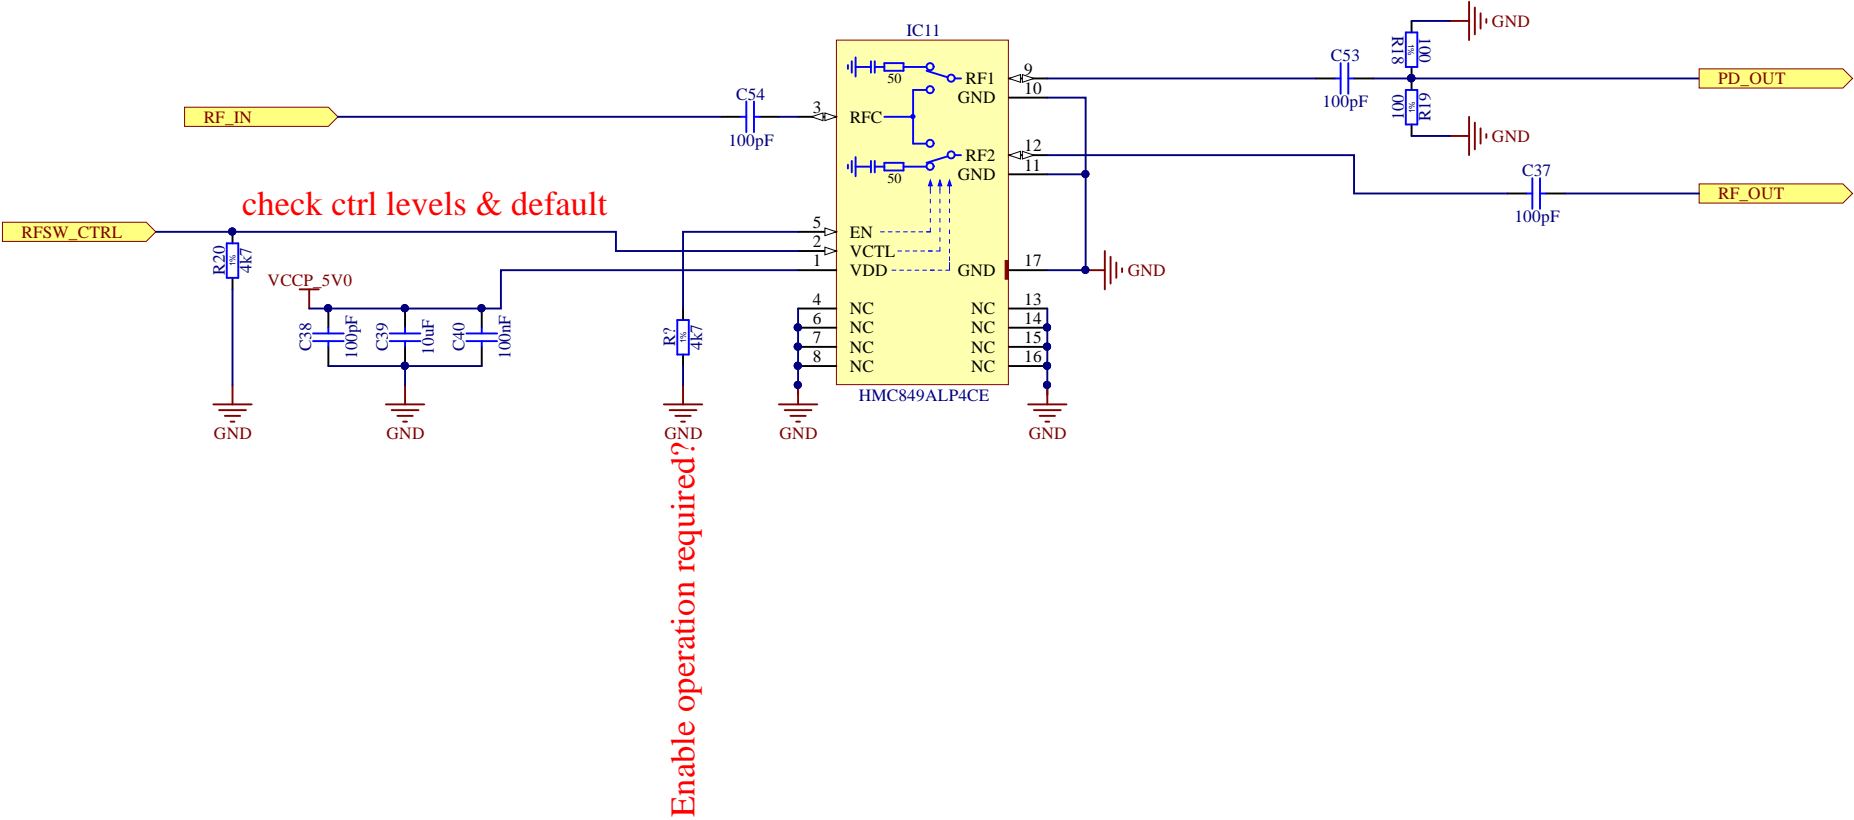 IC11
GND
R18
100
1%
C53
100pF
PD_OUT
100
1%
R19
GND
RF_IN
C54
100pF
3
RFC
50
RF1
9
GND
10
RF2
12
GND
11
50
C37
100pF
RF_OUT
check ctrl levels & default
RFSW_CTRL
R20
1%
4k7
VCCP_5V0
C38
100pF
C39
10uF
C40
100nF
5
EN
2
VCTL
1
VDD
GND
17
GND
R?
1%
4k7
4
NC
6
NC
7
NC
8
NC
NC
13
NC
14
NC
15
NC
16
HMC849ALP4CE
GND
GND
GND
GND
GND
Enable operation required?